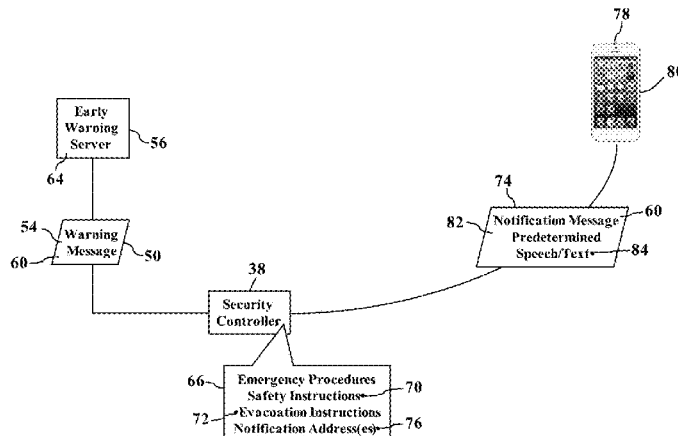 78
80
Early
Warning
Server
64
56
54
Warning
Message
60
50
74
82
Notification Message
60
Predetermined
Speech/Text
84
38
Security
Controller
66
Emergency Procedures
Safety Instructions
70
72
Evacoation Instructions
Notification Address(es)
76